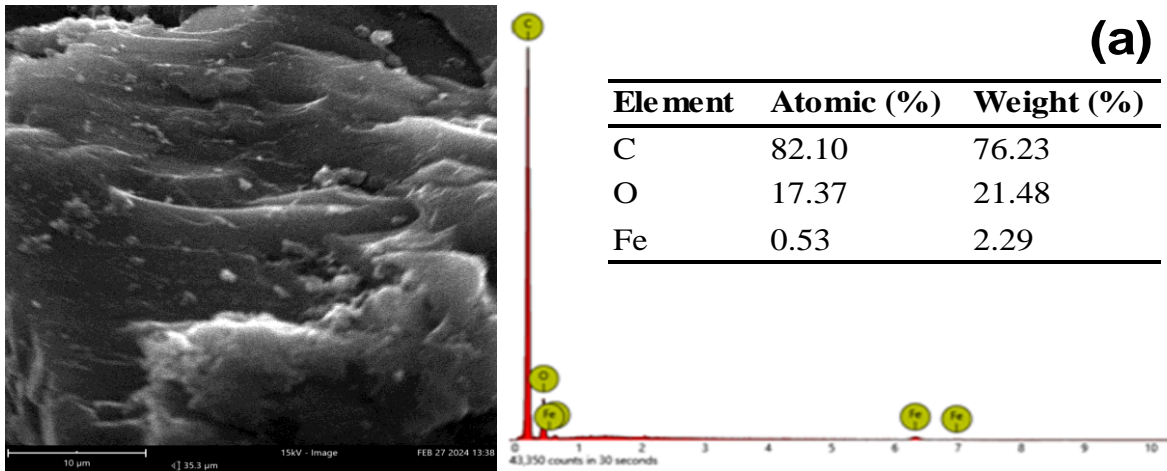 (a)
Element Atomic (%) Weight (%)
C 82.10 76.23
O 17.37 21.48
Fe 0.53 2.29
C
O
Fe
Fe
Fe
0 1 2 3 4 5 6 7 8 9 10
43,350 counts in 30 seconds
10 µm
35.3 µm
15kV - Image
FEB 27 2024 13:38